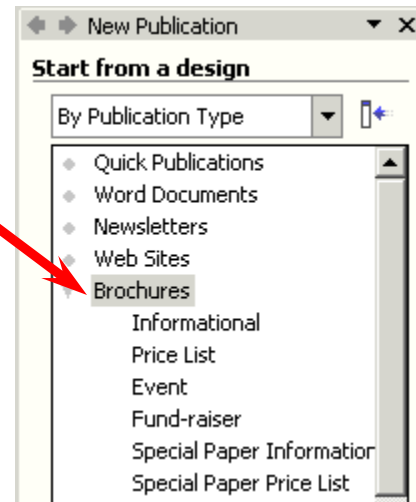 New Publication
Start from a design
By Publication Type
Quick Publications
Word Documents
Newsletters
Web Sites
Brochures
Informational
Price List
Event
Fund-raiser
Special Paper Information
Special Paper Price List